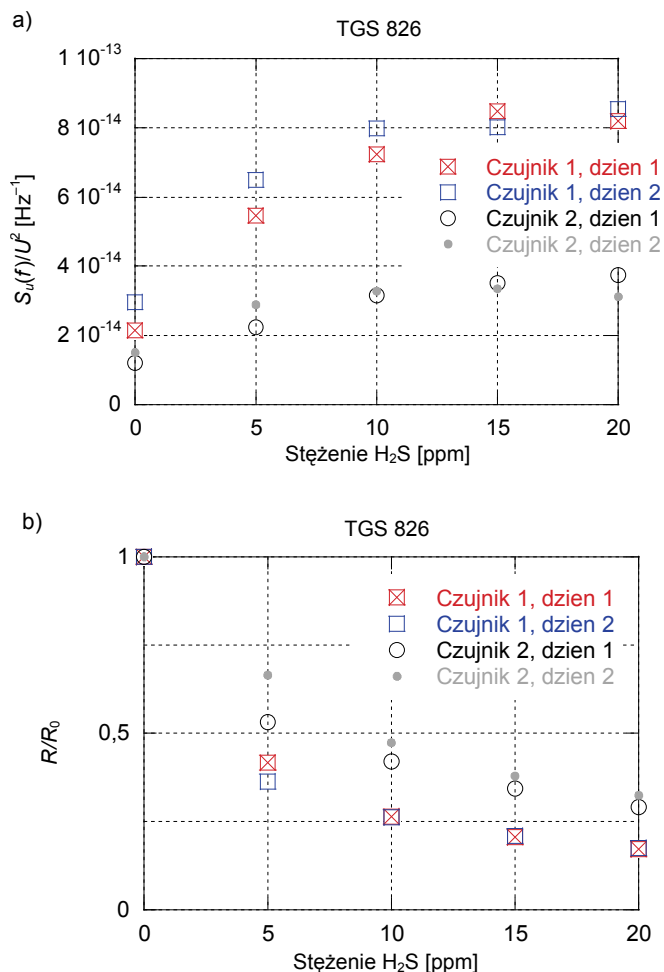 a)
TGS 826
1 10⁻¹³
8 10⁻¹⁴
6 10⁻¹⁴
4 10⁻¹⁴
2 10⁻¹⁴
0
Sᵤ(f)/U² [Hz⁻¹]
Czujnik 1, dzien 1
Czujnik 1, dzien 2
Czujnik 2, dzien 1
Czujnik 2, dzien 2
0 5 10 15 20
Stężenie H₂S [ppm]
b)
TGS 826
1
0,5
0
R/R₀
Czujnik 1, dzien 1
Czujnik 1, dzien 2
Czujnik 2, dzien 1
Czujnik 2, dzien 2
0 5 10 15 20
Stężenie H₂S [ppm]